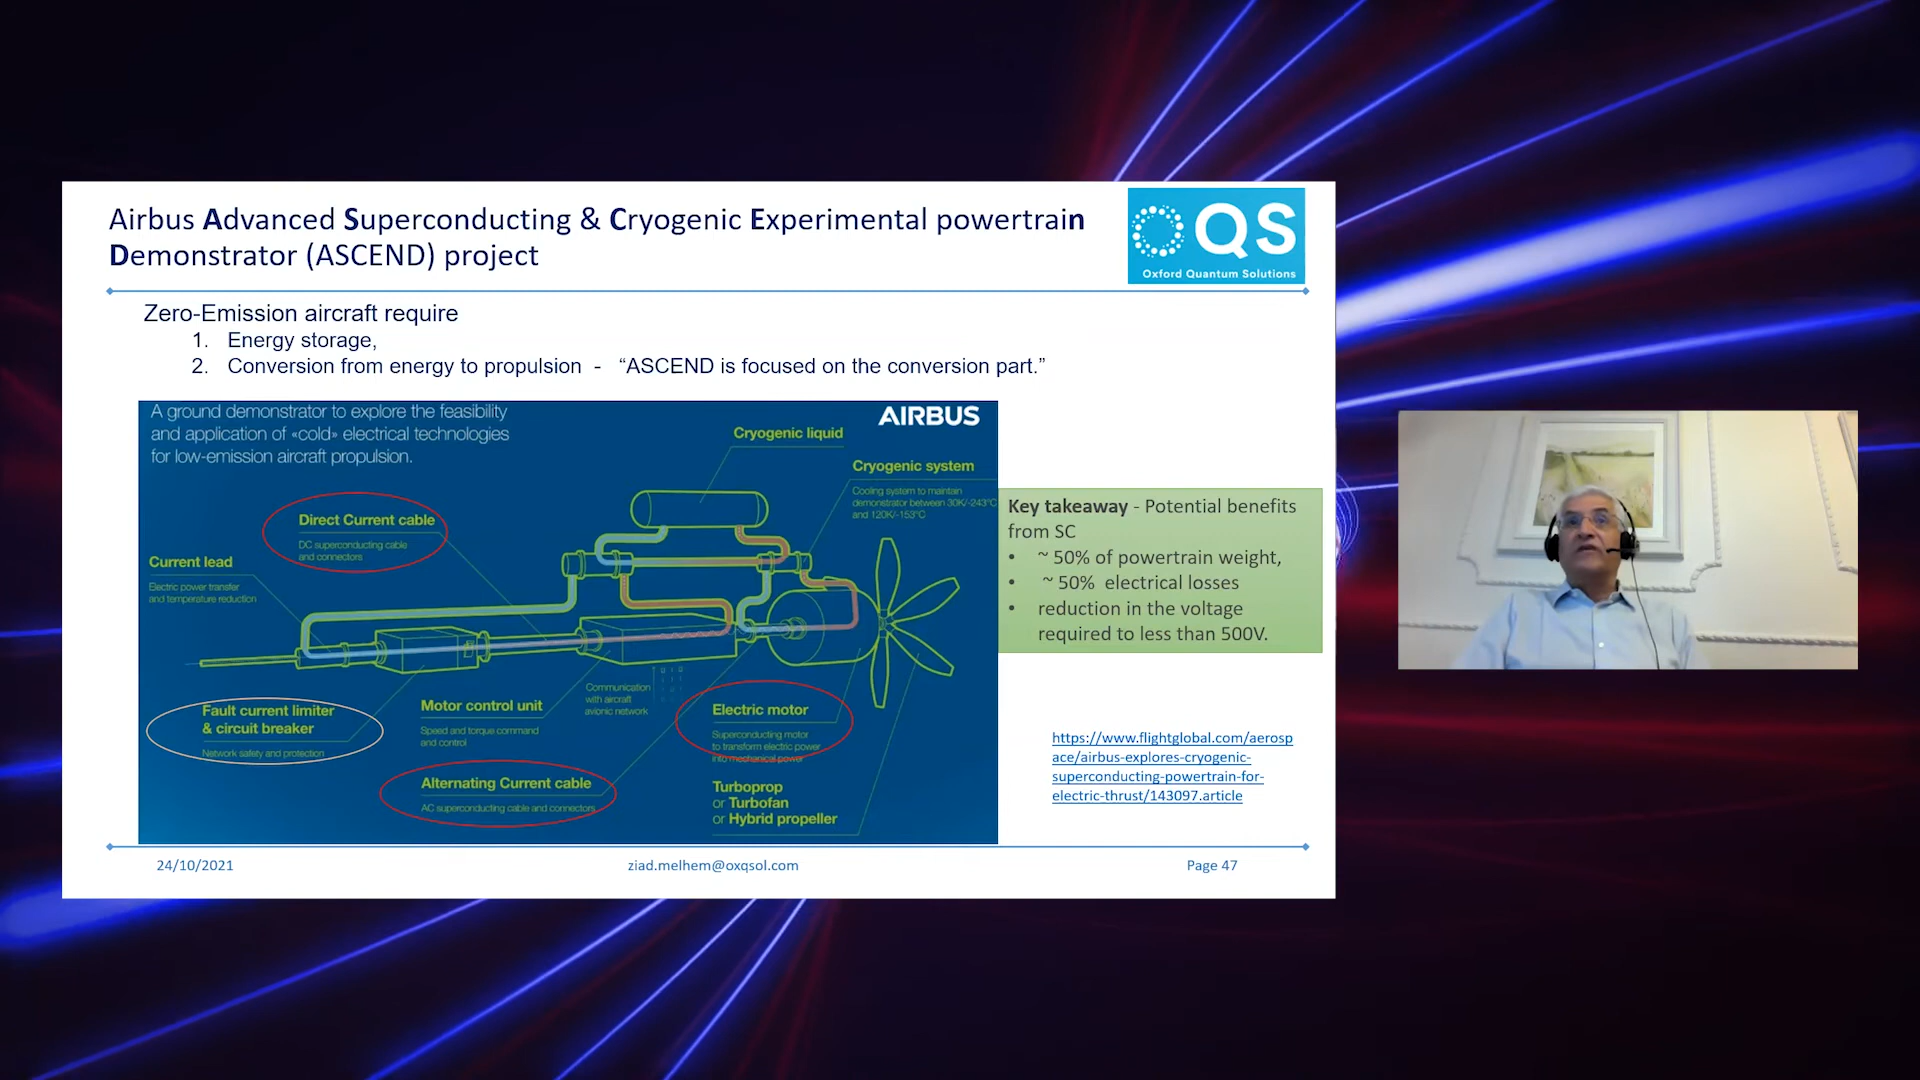 Airbus Advanced Superconducting & Cryogenic Experimental powertrain
Demonstrator (ASCEND) project
QS
Oxford Quantum Solutions
Zero-Emission aircraft require
1. Energy storage,
2. Conversion from energy to propulsion - “ASCEND is focused on the conversion part.”
A ground demonstrator to explore the feasibility
and application of «cold» electrical technologies
for low-emission aircraft propulsion.
AIRBUS
Cryogenic liquid
Cryogenic system
Cooling system to maintain
demonstrator between 30K/-243°C
and 120K/-153°C
Direct Current cable
DC superconducting cable
and connectors
Current lead
Electric power transfer
and temperature reduction
Fault current limiter
& circuit breaker
Network safety and protection
Motor control unit
Speed and torque command
and control
Communication
with aircraft
avionic network
Electric motor
Superconducting motor
to transform electric power
into mechanical power
Alternating Current cable
AC superconducting cable and connectors
Turboprop
or Turbofan
or Hybrid propeller
Key takeaway - Potential benefits
from SC
• ~ 50% of powertrain weight,
• ~ 50% electrical losses
• reduction in the voltage
required to less than 500V.
https://www.flightglobal.com/aerosp
ace/airbus-explores-cryogenic-
superconducting-powertrain-for-
electric-thrust/143097.article
24/10/2021
ziad.melhem@oxqsol.com
Page 47